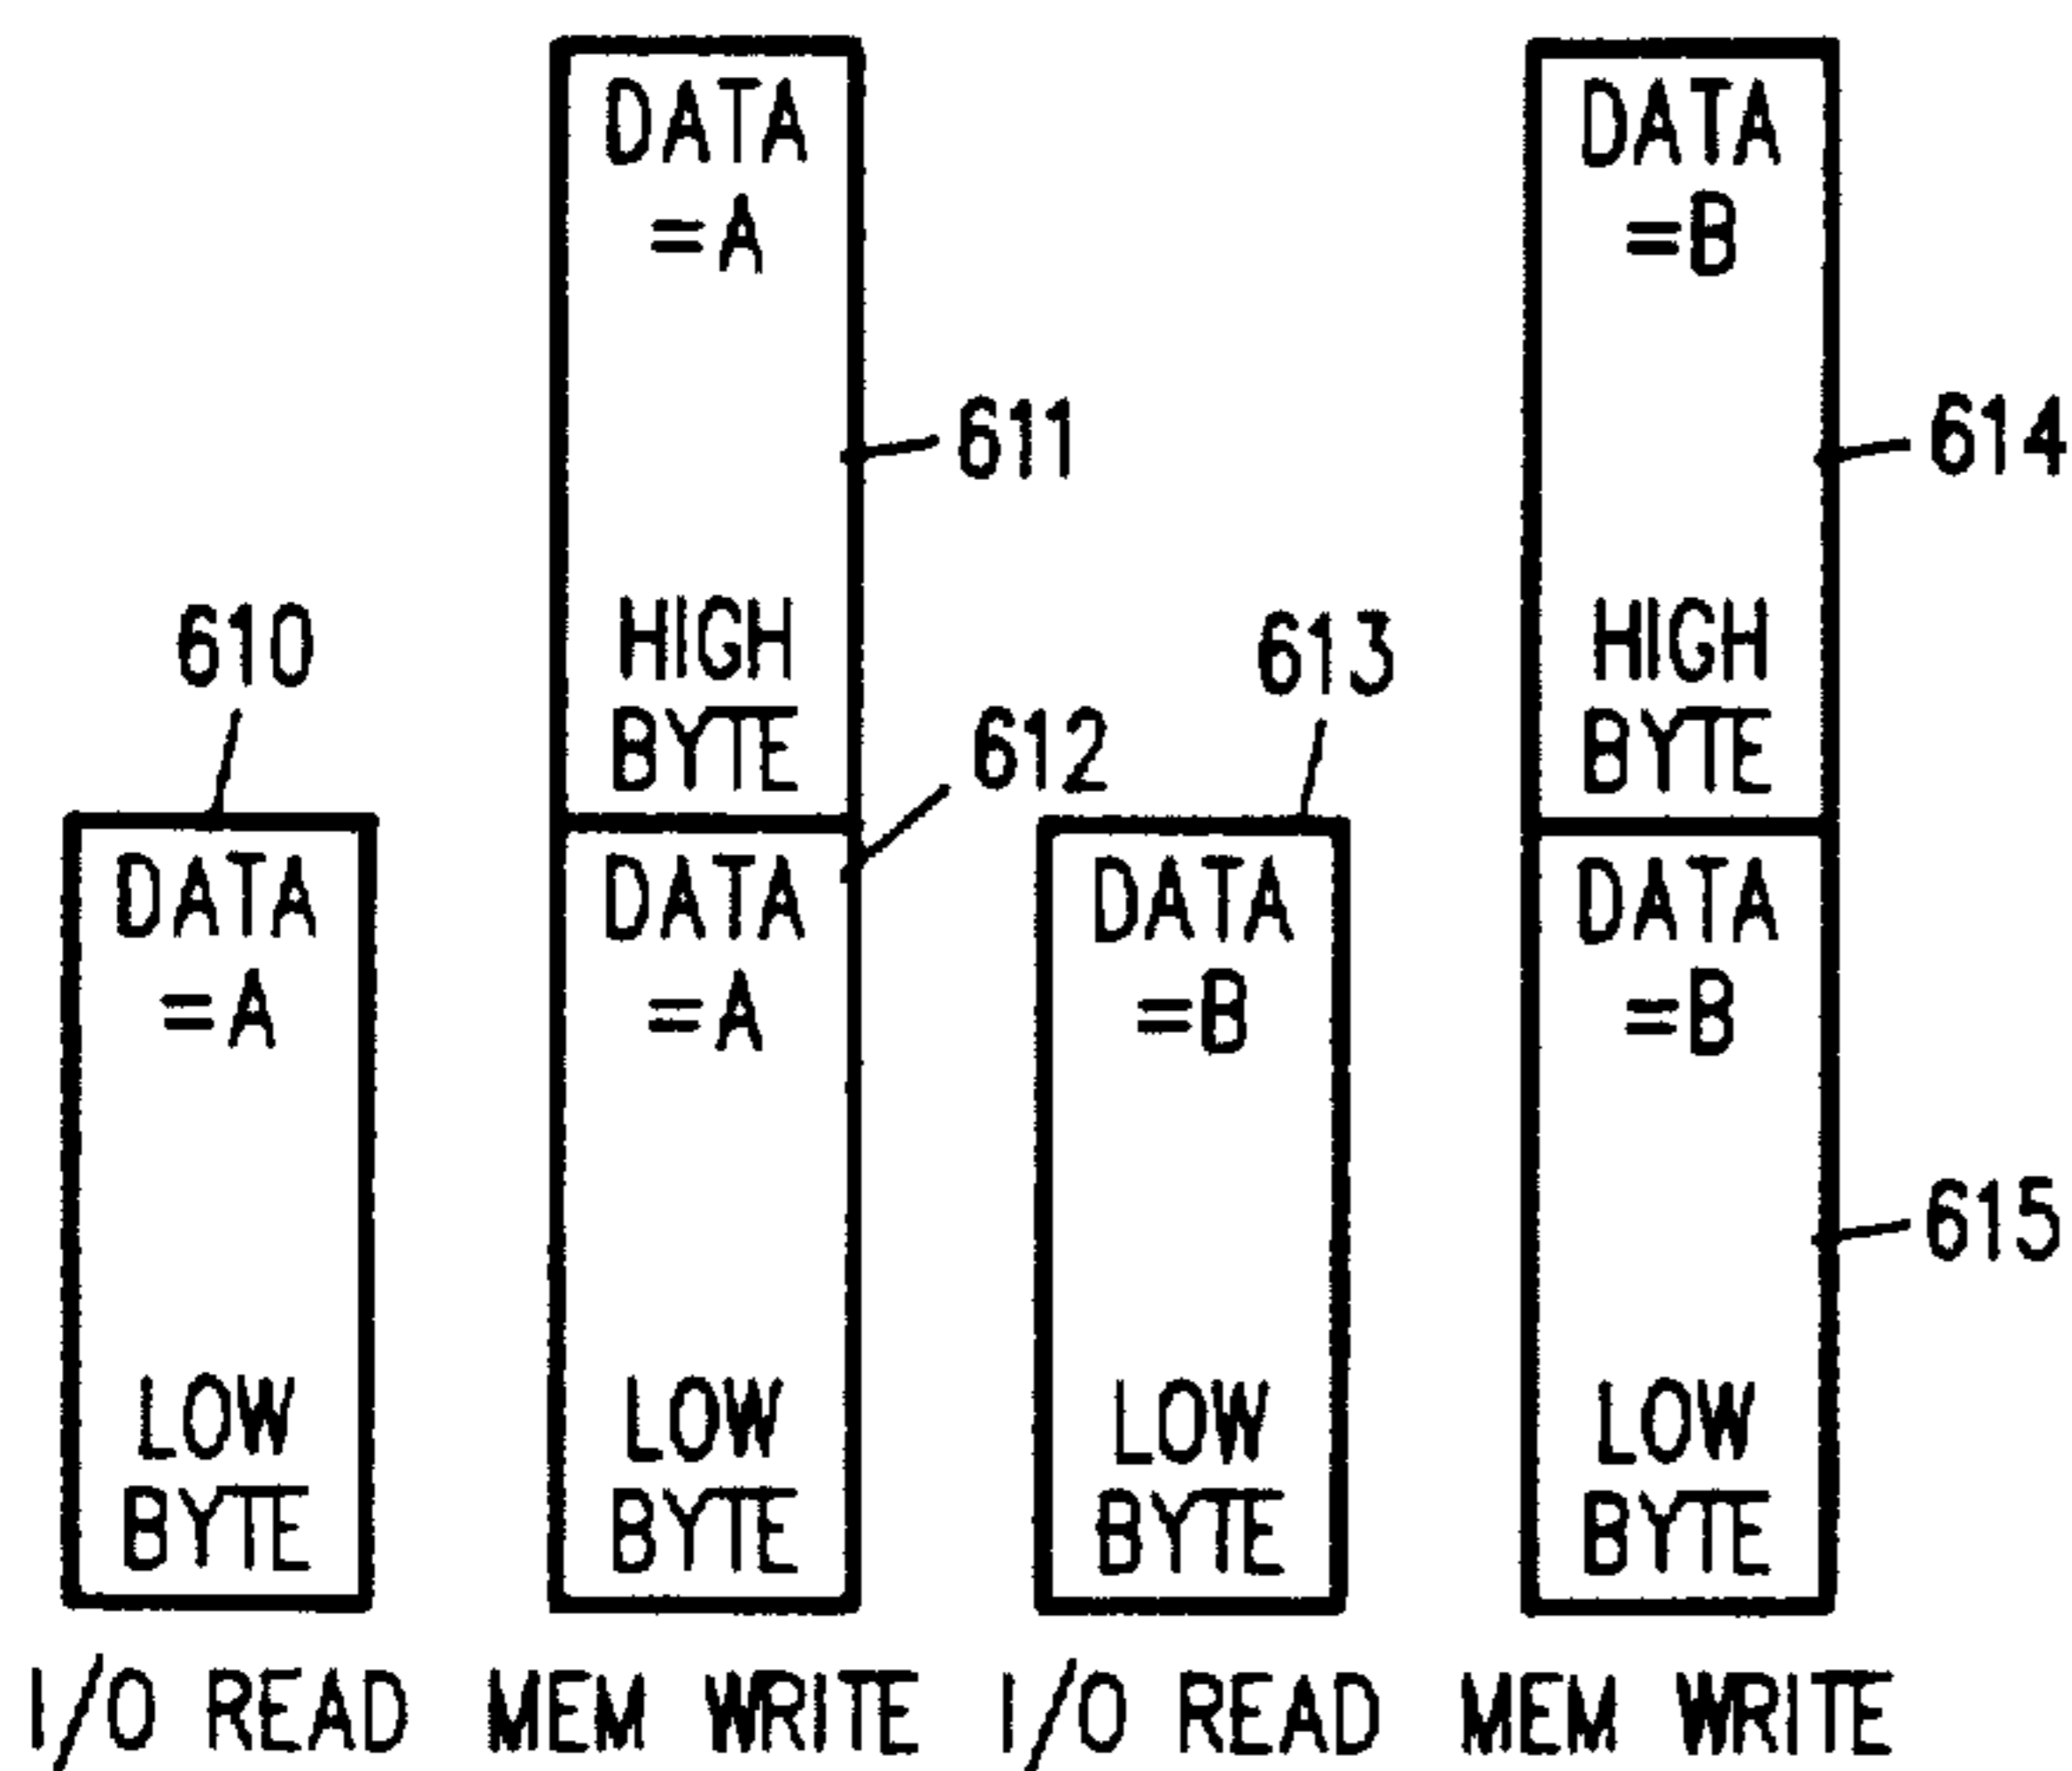 610
DATA
=A
LOW
BYTE
I/O READ
DATA
=A
HIGH
BYTE
611
612
DATA
=A
LOW
BYTE
MEM WRITE
613
DATA
=B
LOW
BYTE
I/O READ
DATA
=B
HIGH
BYTE
614
DATA
=B
LOW
BYTE
615
MEM WRITE